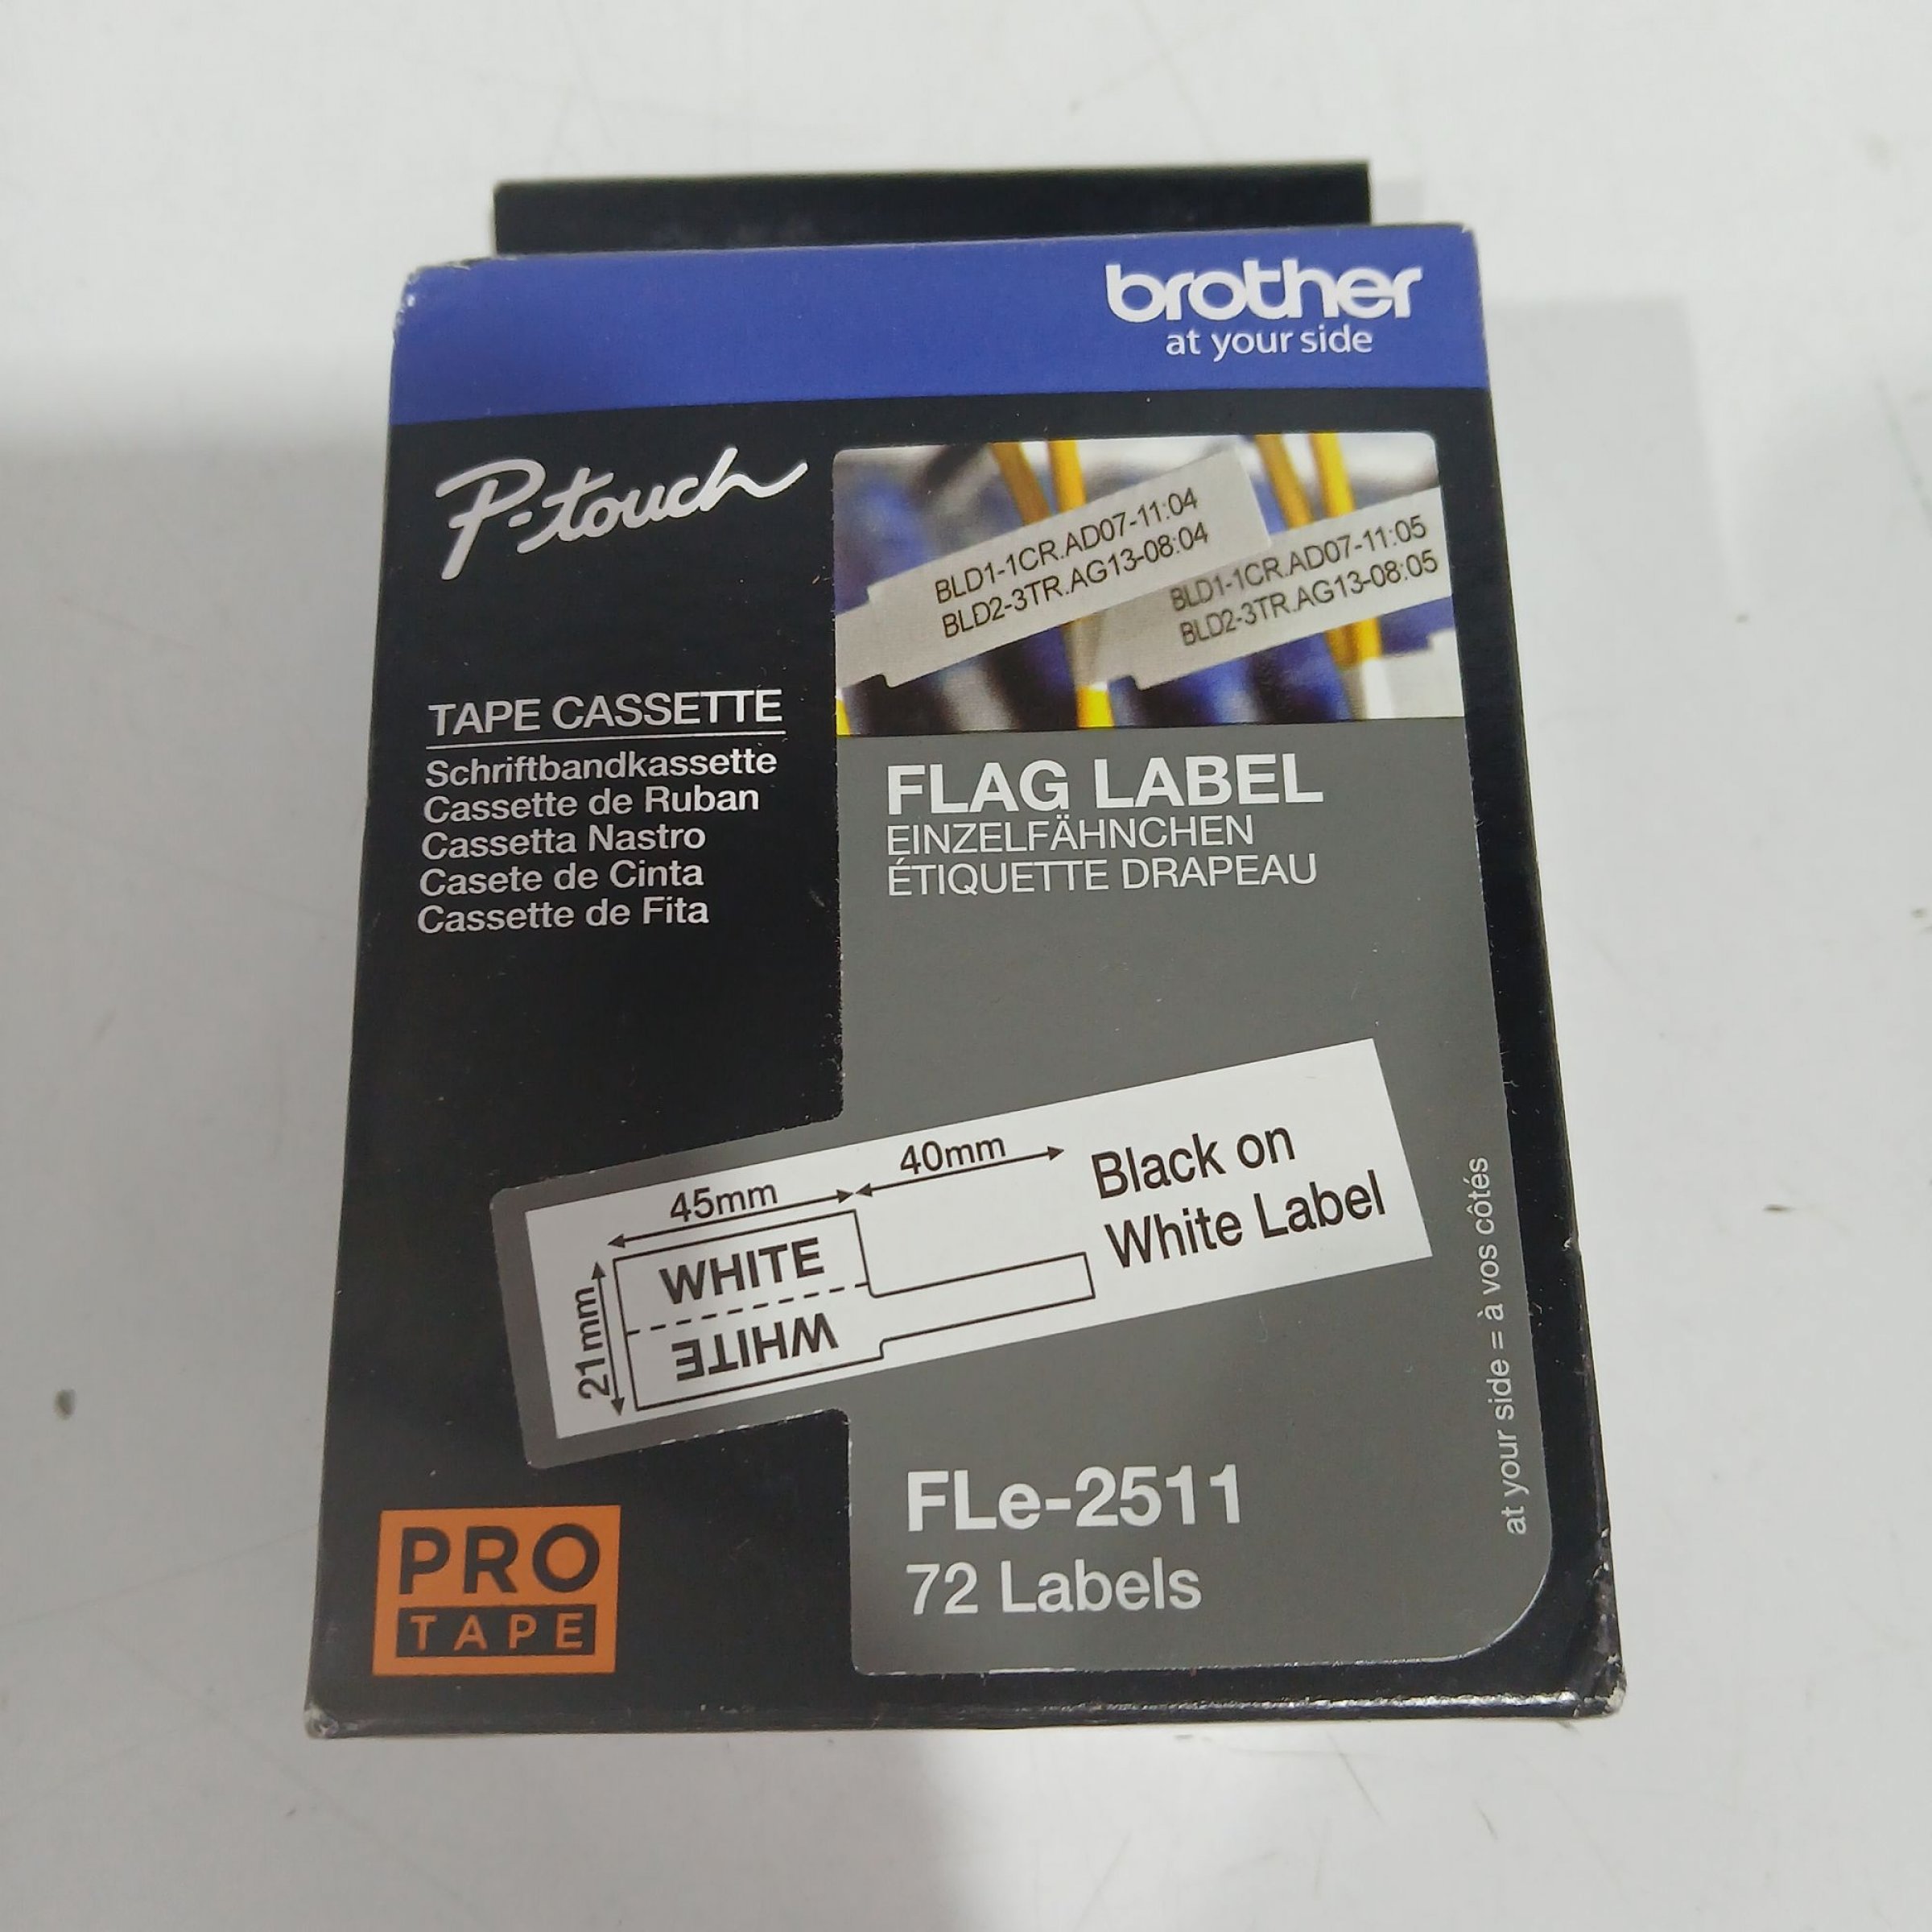 brother
at your side
P-touch
BLD1-1CR.AD07-11:04
BLD2-3TR.AG13-08:04
BLD1-1CR.AD07-11:05
BLD2-3TR.AG13-08:05
TAPE CASSETTE
Schriftbandkassette
Cassette de Ruban
Cassetta Nastro
Casete de Cinta
Cassette de Fita
FLAG LABEL
EINZELFÄHNCHEN
ÉTIQUETTE DRAPEAU
45mm
40mm
21mm
WHITE
WHITE
Black on
White Label
FLe-2511
72 Labels
PRO
TAPE
at your side = à vos côtés